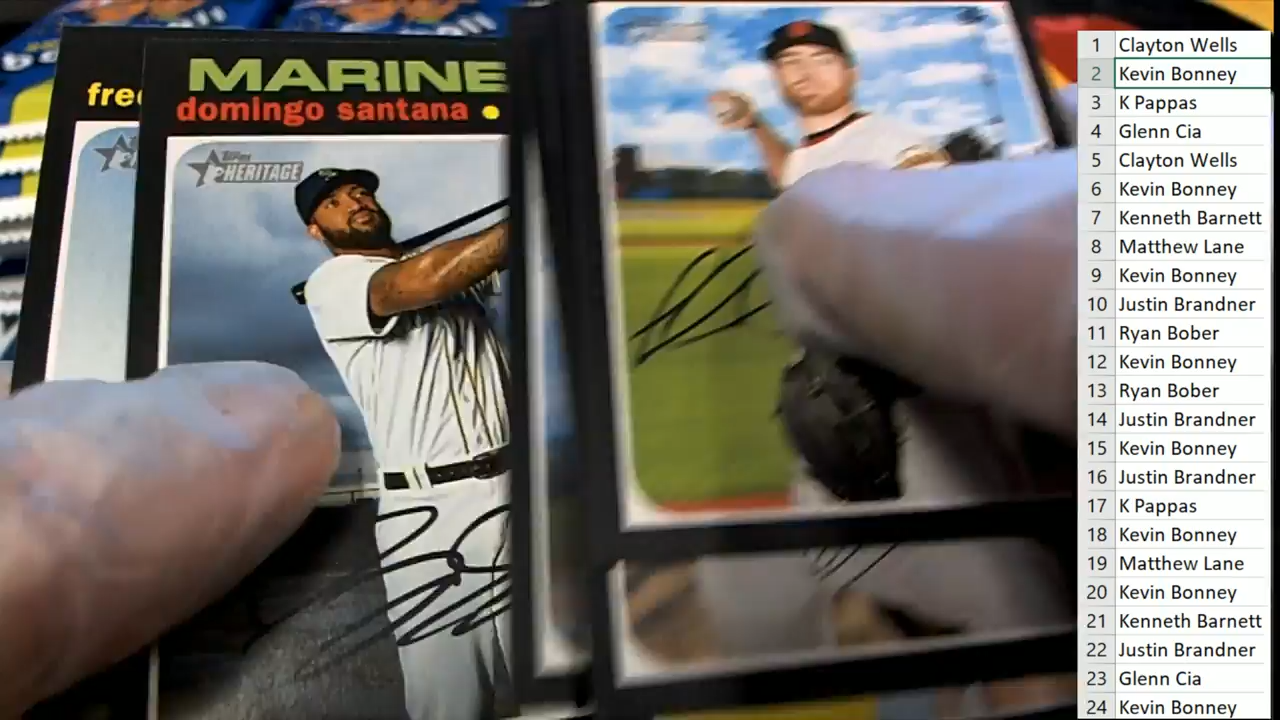 fre
MARINE
domingo santana
Topps
HERITAGE
1 Clayton Wells
2 Kevin Bonney
3 K Pappas
4 Glenn Cia
5 Clayton Wells
6 Kevin Bonney
7 Kenneth Barnett
8 Matthew Lane
9 Kevin Bonney
10 Justin Brandner
11 Ryan Bober
12 Kevin Bonney
13 Ryan Bober
14 Justin Brandner
15 Kevin Bonney
16 Justin Brandner
17 K Pappas
18 Kevin Bonney
19 Matthew Lane
20 Kevin Bonney
21 Kenneth Barnett
22 Justin Brandner
23 Glenn Cia
24 Kevin Bonney